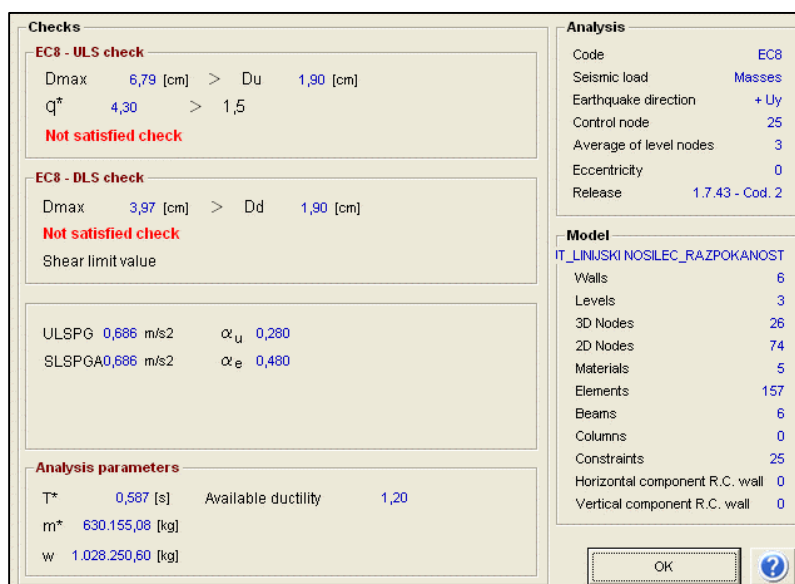 Checks
EC8 - ULS check
Dmax 6,79 [cm] > Du 1,90 [cm]
q* 4,30 > 1,5
Not satisfied check
EC8 - DLS check
Dmax 3,97 [cm] > Dd 1,90 [cm]
Not satisfied check
Shear limit value
ULSPG 0,686 m/s2 αu 0,280
SLSPGA0,686 m/s2 αe 0,480
Analysis parameters
T* 0,587 [s] Available ductility 1,20
m* 630.155,08 [kg]
w 1.028.250,60 [kg]
Analysis
Code EC8
Seismic load Masses
Earthquake direction + Uy
Control node 25
Average of level nodes 3
Eccentricity 0
Release 1.7.43 - Cod. 2
Model
IT_LINIJSKI NOSILEC_RAZPOKANOST
Walls 6
Levels 3
3D Nodes 26
2D Nodes 74
Materials 5
Elements 157
Beams 6
Columns 0
Constraints 25
Horizontal component R.C. wall 0
Vertical component R.C. wall 0
OK
?